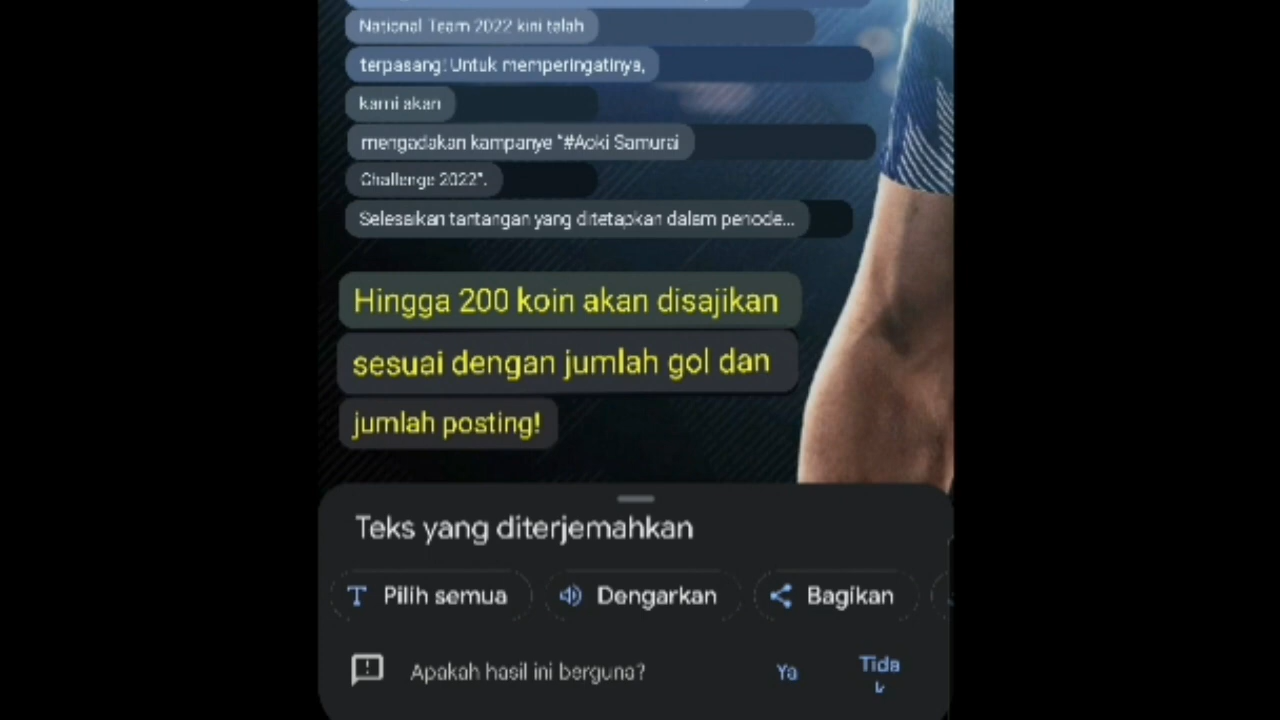 National Team 2022 kini telah
terpasang! Untuk memperingatinya,
kami akan
mengadakan kampanye "#Aoki Samurai
Challenge 2022".
Selesaikan tantangan yang ditetapkan dalam periode...
Hingga 200 koin akan disajikan
sesuai dengan jumlah gol dan
jumlah posting!
Teks yang diterjemahkan
Pilih semua
Dengarkan
Bagikan
Apakah hasil ini berguna?
Ya
Tida
k